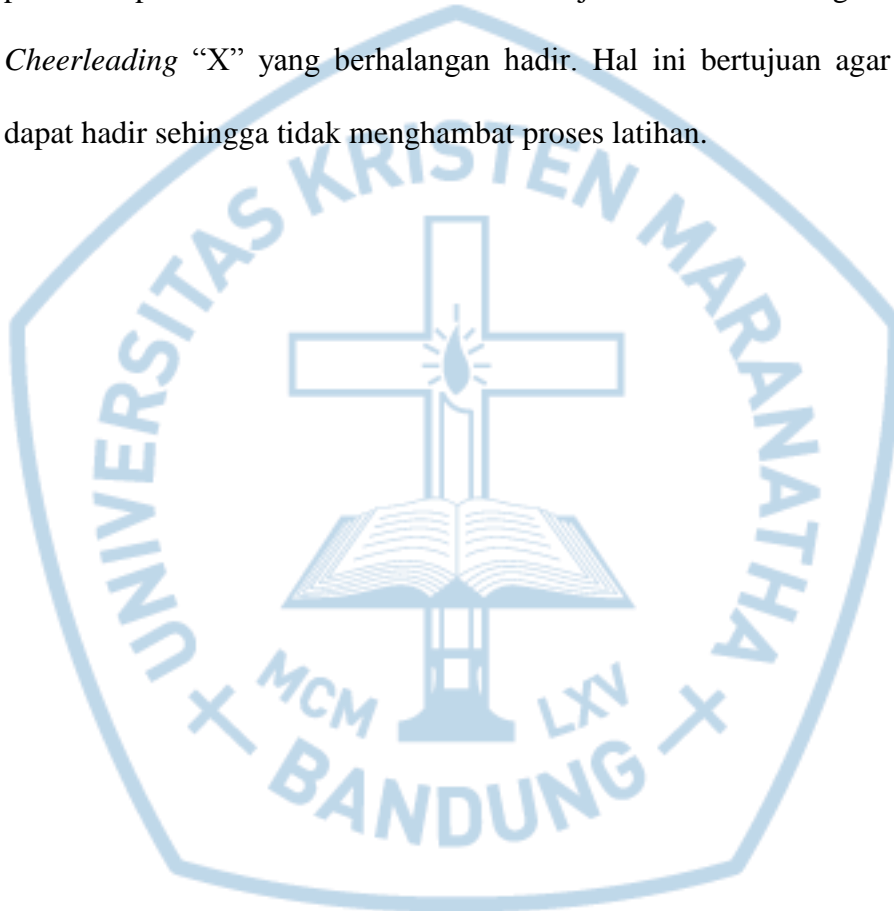 Cheerleading “X” yang berhalangan hadir. Hal ini bertujuan agar
dapat hadir sehingga tidak menghambat proses latihan.
UNIVERSITAS KRISTEN MARANATHA
MCM LXV
BANDUNG